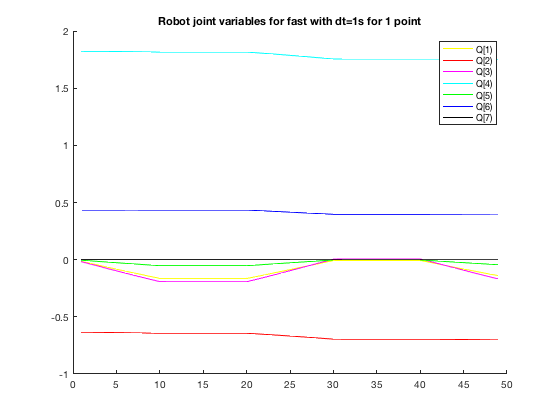 Robot joint variables for fast with dt=1s for 1 point
2
1.5
1
0.5
0
-0.5
-1
0 5 10 15 20 25 30 35 40 45 50
Q[1)
Q[2)
Q[3)
Q[4)
Q[5)
Q[6)
Q[7)